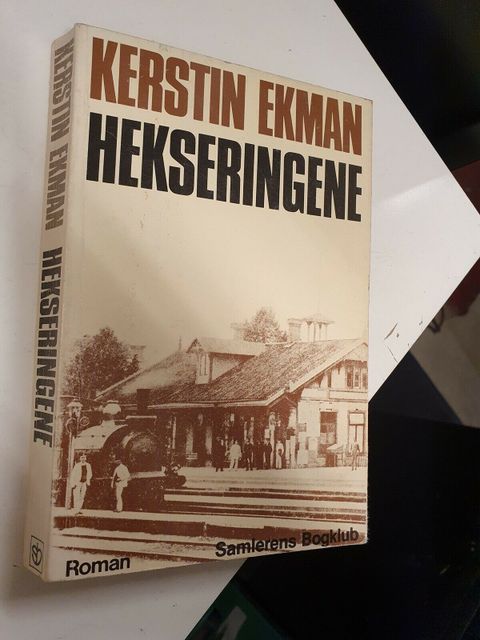 KERSTIN EKMAN
HEKSERINGENE
KERSTIN EKMAN HEKSERINGENE
Roman
Samlerens Bogklub